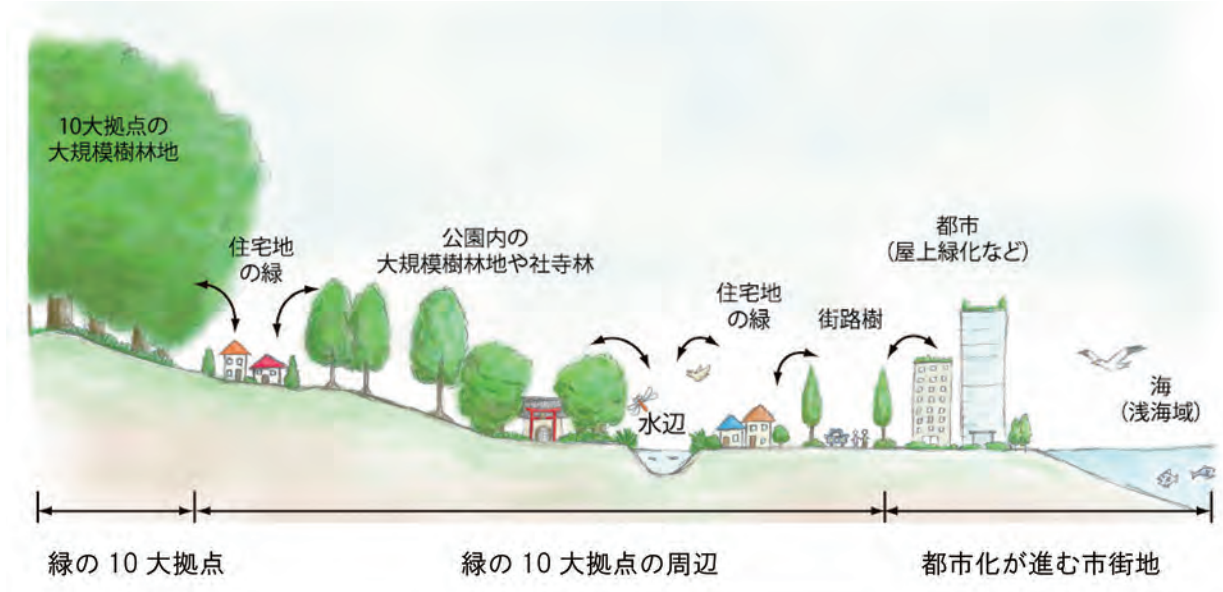 10大拠点の
大規模樹林地
住宅地
の緑
公園内の
大規模樹林地や社寺林
水辺
住宅地
の緑
街路樹
都市
(屋上緑化など)
海
(浅海域)
緑の 10 大拠点
緑の 10 大拠点の周辺
都市化が進む市街地